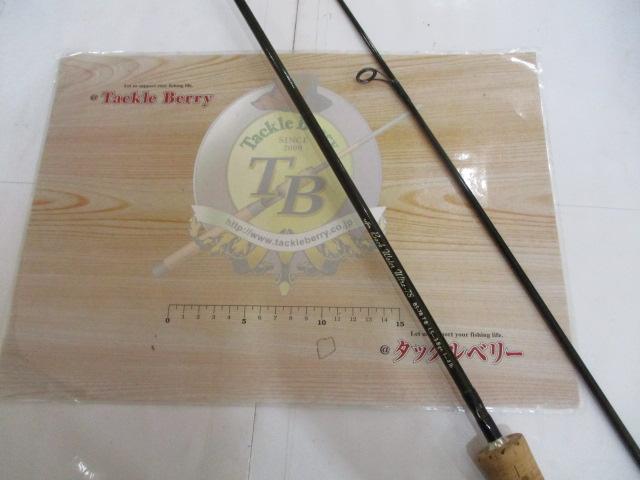 Let us support your fishing life.
@ Tackle Berry
Tackle Berry
SINCE
2000
TB
http://www.tackleberry.co.jp
0 1 2 3 4 5 6 7 8 9 10 11 12 13 14 15
Let us support your fishing life.
@ タックルベリー